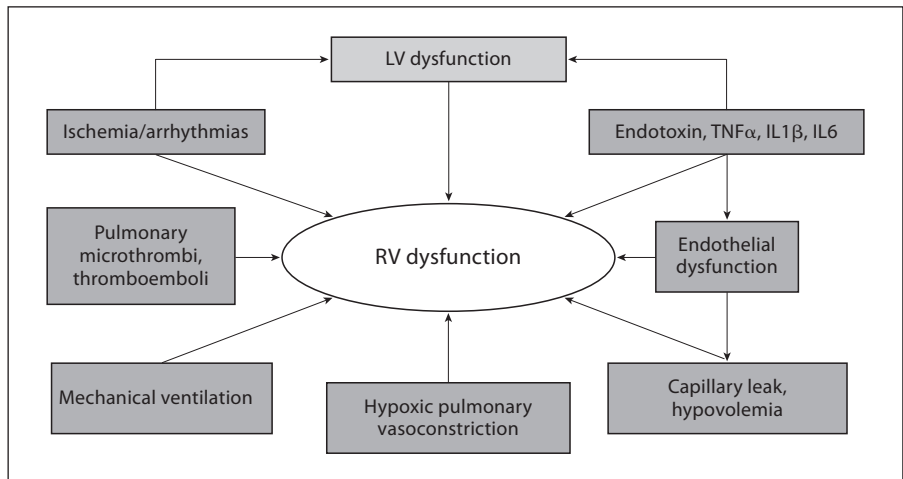 LV dysfunction
Ischemia/arrhythmias
Endotoxin, TNFα, IL1β, IL6
Pulmonary
microthrombi,
thromboemboli
RV dysfunction
Endothelial
dysfunction
Mechanical ventilation
Hypoxic pulmonary
vasoconstriction
Capillary leak,
hypovolemia